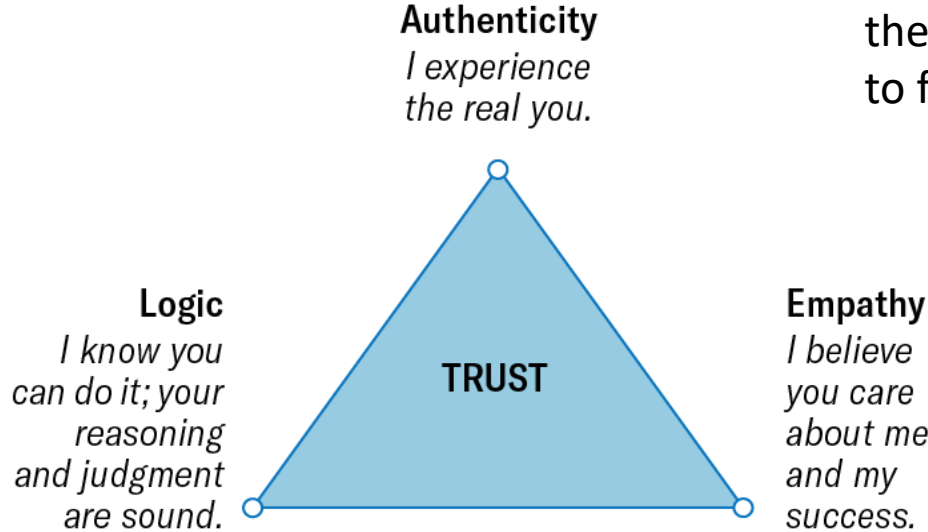 Authenticity
I experience
the real you.
the
to f
Logic
I know you
can do it; your
reasoning
and judgment
are sound.
TRUST
Empathy
I believe
you care
about me
and my
success.